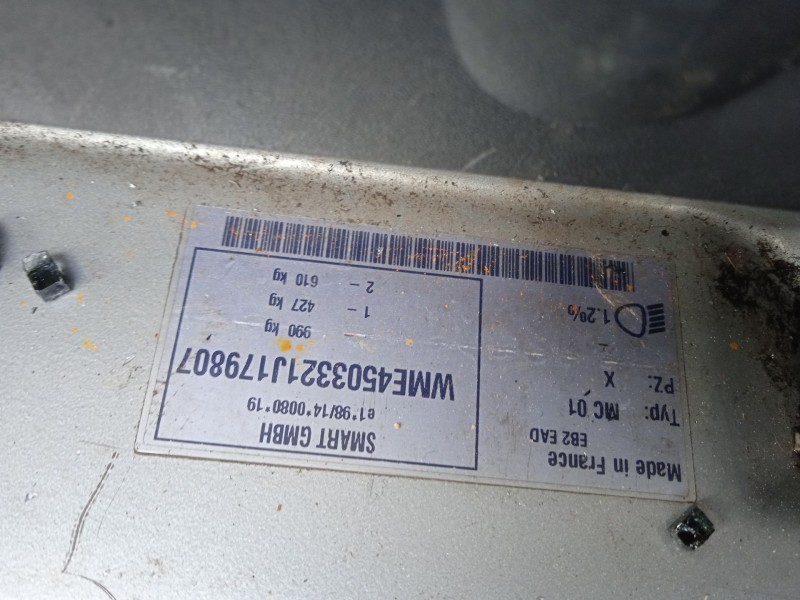 Made in France
EB2 EAD
Typ: MC 01
PZ: X
-
1.2%
SMART GMBH
e1*98/14*0080*19
WME4503321J179807
990 kg
1 - 427 kg
2 - 610 kg